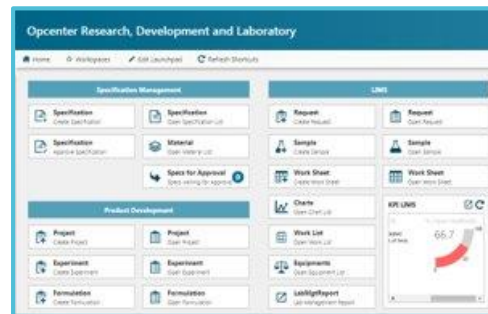 Opcenter Research, Development and Laboratory
Home Workspaces Edit Launchpad Refresh Shortcuts
Specification Management
Specification
Create Specification
Specification
Open Specification List
Specification
Approve Specification
Material
Open Material List
Specs for Approval
Specs waiting for Approval
Product Development
Project
Create Project
Project
Open Project
Experiment
Create Experiment
Experiment
Open Experiment
Formulation
Create Formulation
Formulation
Open Formulation
LIMS
Request
Create Request
Request
Open Request
Sample
Create Sample
Sample
Open Sample
Work Sheet
Create Work Sheet
Work Sheet
Open Work Sheet
Charts
Open Chart List
Work List
Open Work List
Equipments
Open Equipment List
LabMgtReport
Lab Management Report
KPI LIMS
66.7